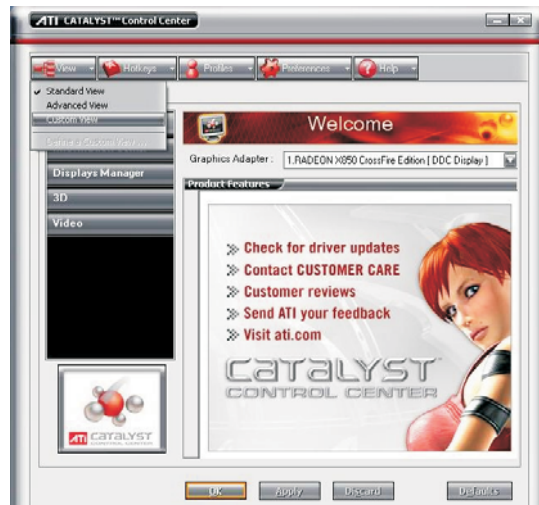 ATI CATALYST™ Control Center
View
Hotkeys
Profiles
Preferences
Help
Standard View
Advanced View
Custom View
Welcome
Graphics Adapter :
1.RADEON X850 CrossFire Edition [ DDC Display ]
Displays Manager
3D
Video
Product Features
Check for driver updates
Contact CUSTOMER CARE
Customer reviews
Send ATI your feedback
Visit ati.com
CATALYST
CONTROL CENTER
ATI CATALYST
CONTROL CENTER
OK
Apply
Discard
Defaults